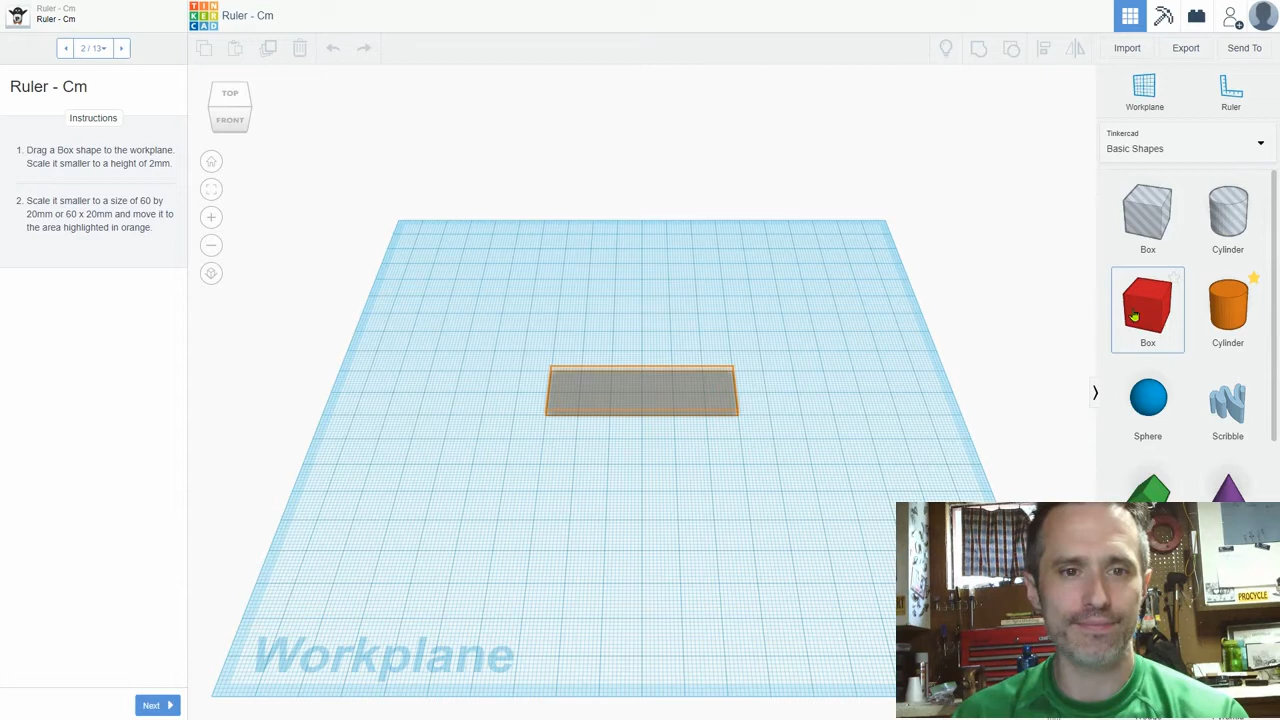 Ruler - Cm
Ruler - Cm
TIN
KER
CAD
Ruler - Cm
2 / 13
Import
Export
Send To
Ruler - Cm
Instructions
1. Drag a Box shape to the workplane.
Scale it smaller to a height of 2mm.
2. Scale it smaller to a size of 60 by
20mm or 60 x 20mm and move it to
the area highlighted in orange.
TOP
FRONT
Workplane
Ruler
Tinkercad
Basic Shapes
Box
Cylinder
Box
Cylinder
Sphere
Scribble
Workplane
PROCYCLE
Next